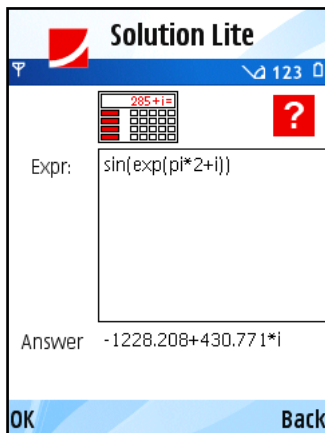 Solution Lite
123
285+i=
?
Expr:
sin(exp(pi*2+i))
Answer
-1228.208+430.771*i
OK
Back